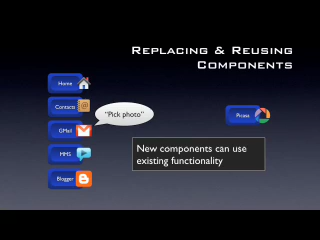 Replacing & Reusing
Components
Home
Contacts
"Pick photo"
GMail
Picasa
MMS
New components can use
existing functionality
Blogger